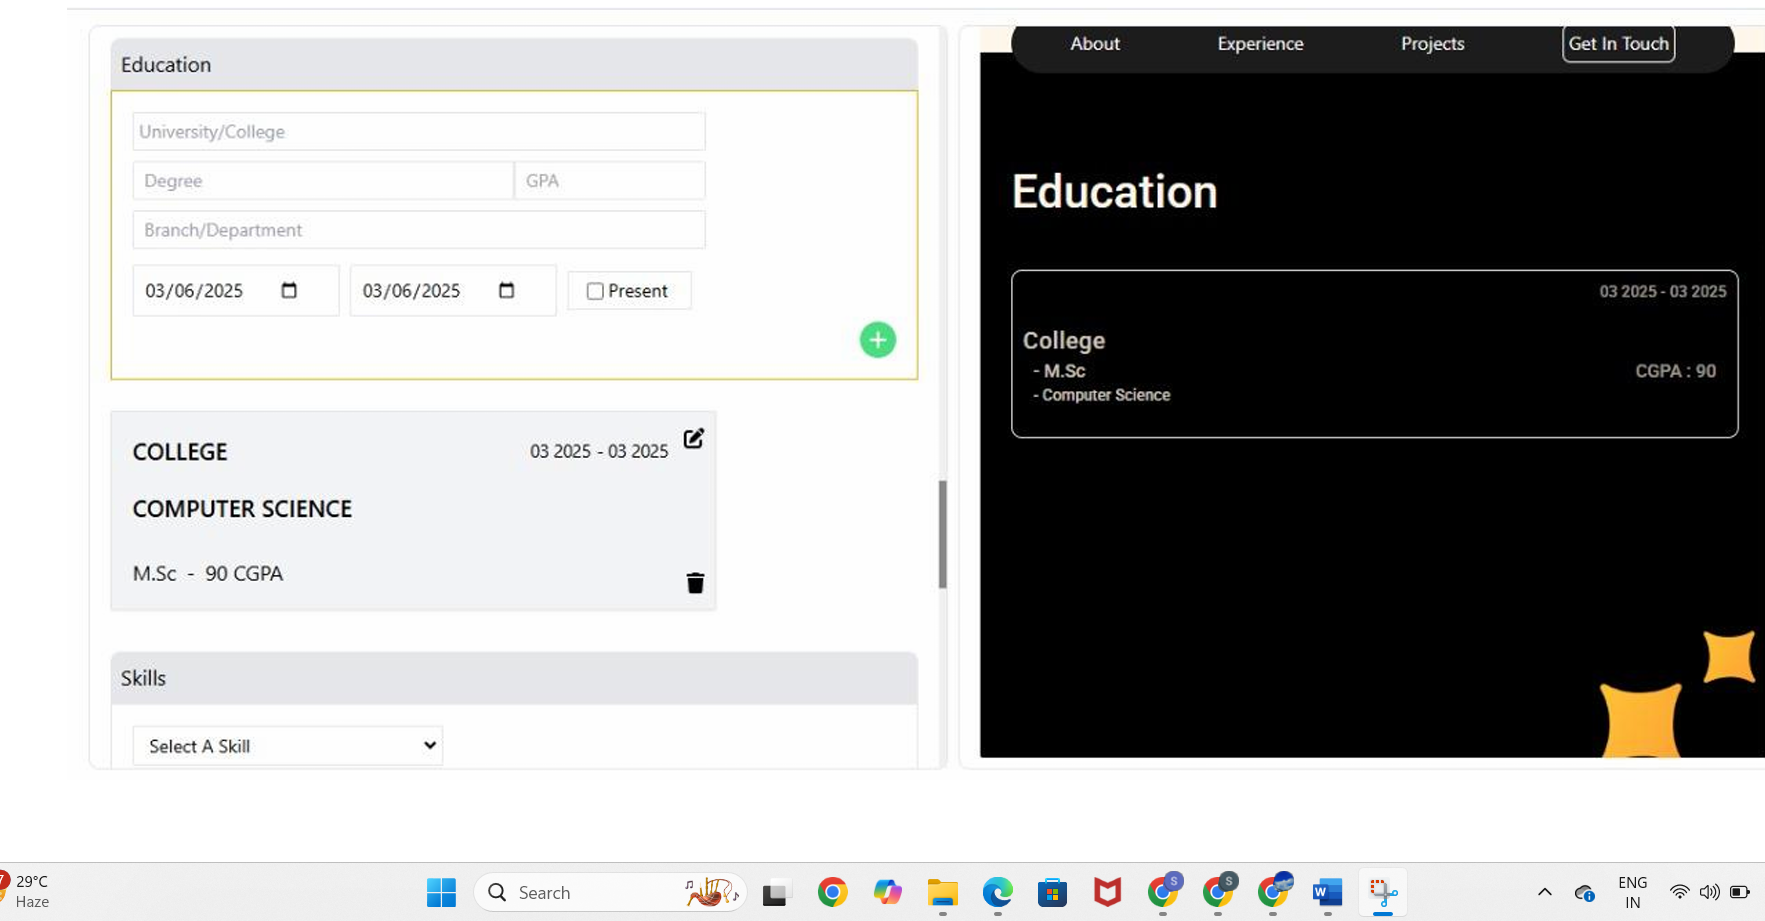 Education
University/College
Degree
GPA
Branch/Department
03/06/2025
03/06/2025
Present
COLLEGE
03 2025 - 03 2025
COMPUTER SCIENCE
M.Sc - 90 CGPA
Skills
Select A Skill
About
Experience
Projects
Get In Touch
Education
03 2025 - 03 2025
College
- M.Sc
CGPA : 90
- Computer Science
29°C
Haze
Search
S
S
W
ENG
IN